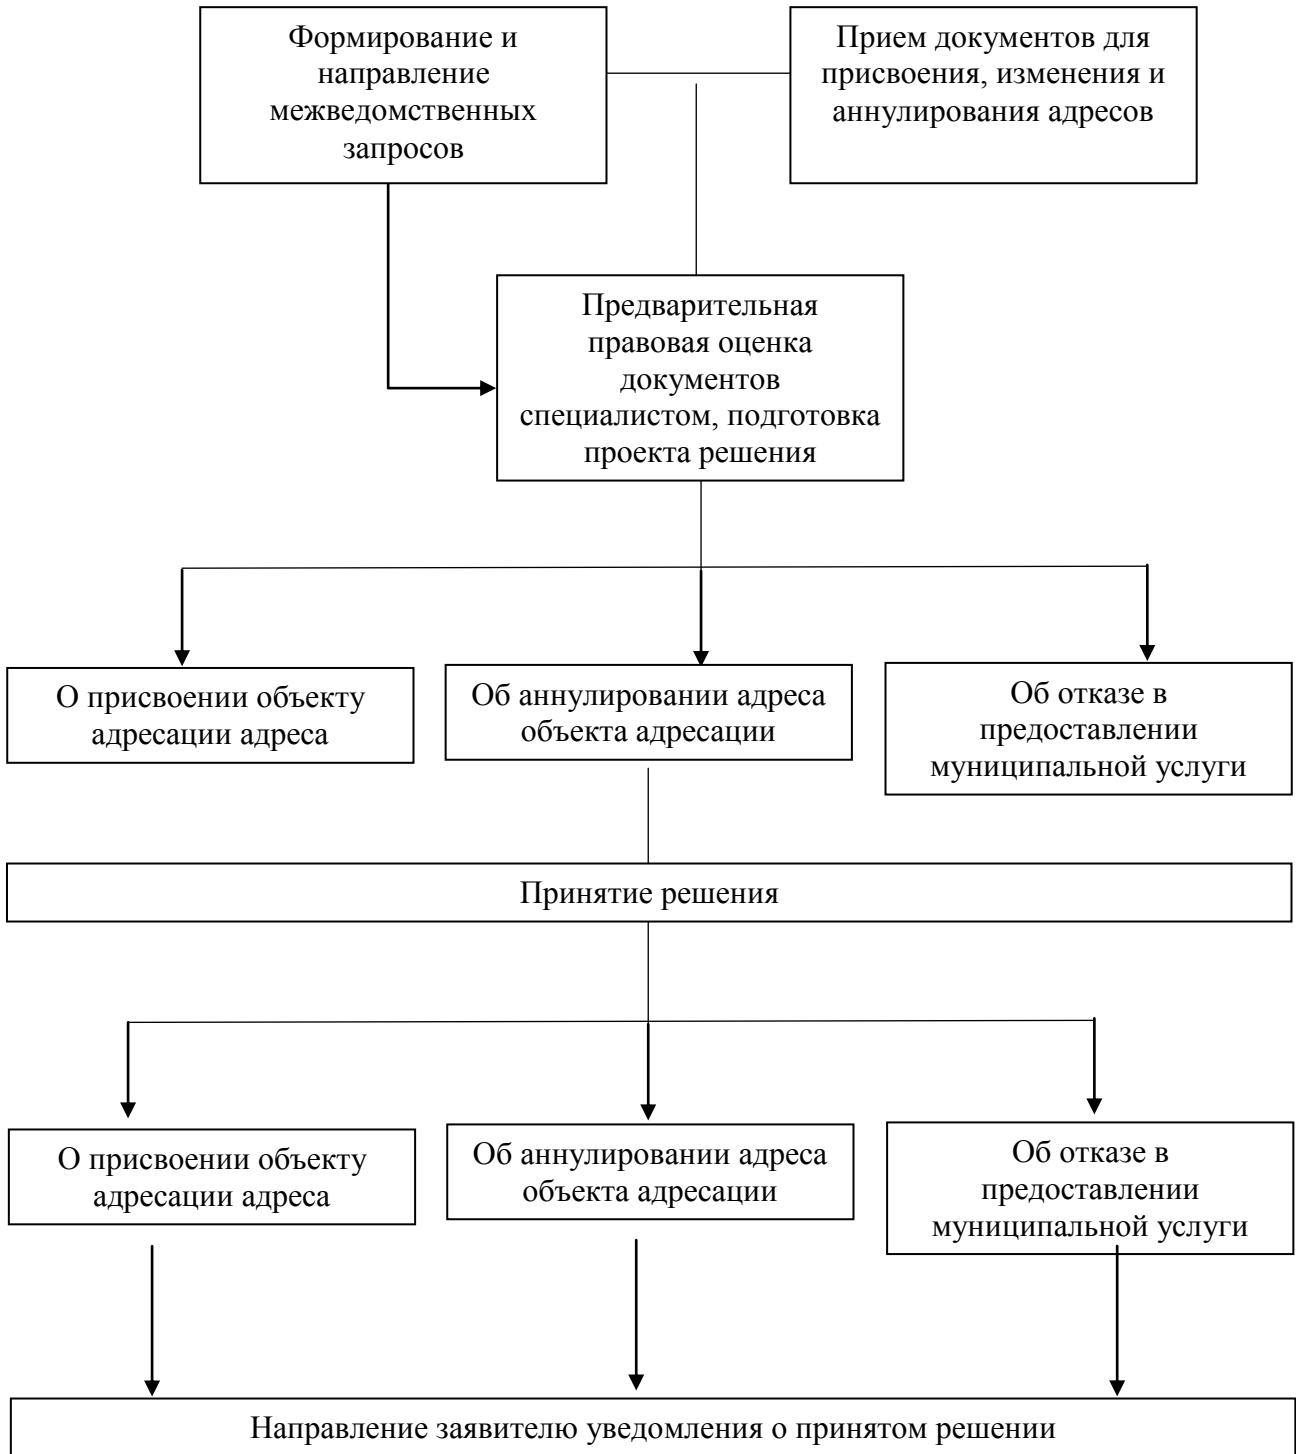 Формирование и
направление
межведомственных
запросов
Прием документов для
присвоения, изменения и
аннулирования адресов
Предварительная
правовая оценка
документов
специалистом, подготовка
проекта решения
О присвоении объекту
адресации адреса
Об аннулировании адреса
объекта адресации
Об отказе в
предоставлении
муниципальной услуги
Принятие решения
О присвоении объекту
адресации адреса
Об аннулировании адреса
объекта адресации
Об отказе в
предоставлении
муниципальной услуги
Направление заявителю уведомления о принятом решении